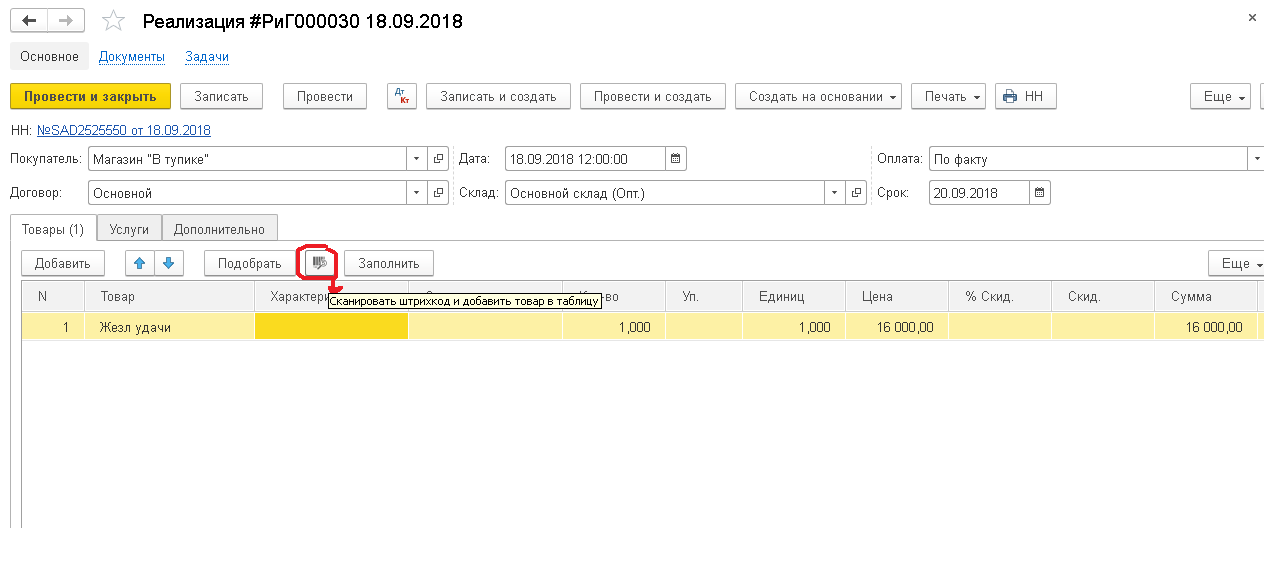 Реализация #РиГ000030 18.09.2018
Основное Документы Задачи
Провести и закрыть Записать Провести Дт Кт Записать и создать Провести и создать Создать на основании Печать НН Еще
НН: №SAD2525550 от 18.09.2018
Покупатель: Магазин "В тупике" Дата: 18.09.2018 12:00:00 Оплата: По факту
Договор: Основной Склад: Основной склад (Опт.) Срок: 20.09.2018
Товары (1) Услуги Дополнительно
Добавить Подобрать Заполнить Еще
N Товар Характери во Уп. Единиц Цена % Скид. Скид. Сумма
Сканировать штрихкод и добавить товар в таблицу
1 Жезл удачи 1,000 1,000 16 000,00 16 000,00